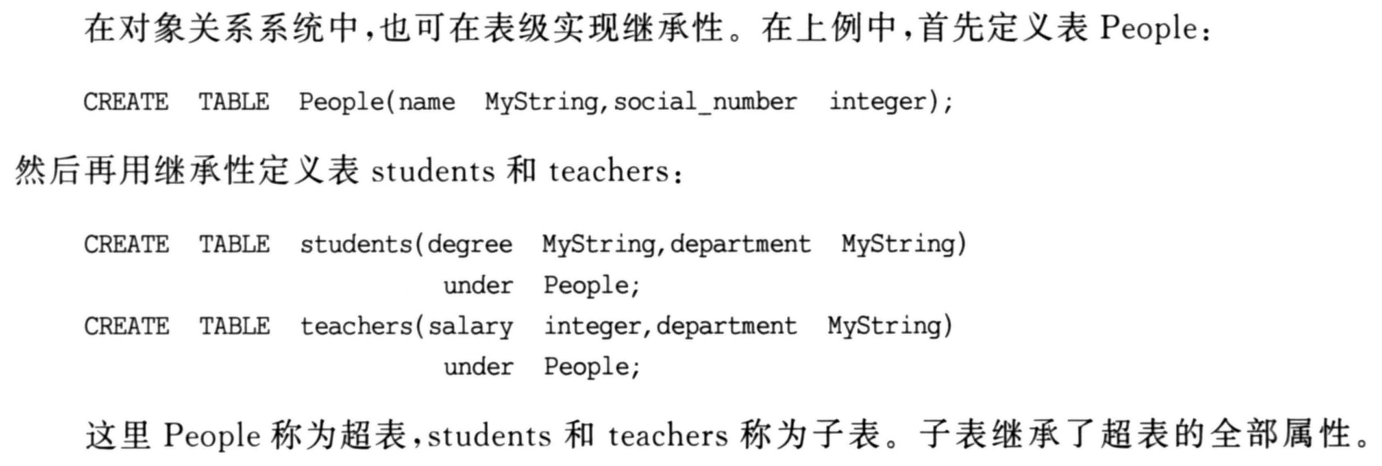 在对象关系系统中,也可在表级实现继承性。在上例中,首先定义表 People:
CREATE TABLE People(name MyString,social_number integer);
然后再用继承性定义表 students 和 teachers:
CREATE TABLE students(degree MyString,department MyString)
under People;
CREATE TABLE teachers(salary integer,department MyString)
under People;
这里 People 称为超表,students 和 teachers 称为子表。子表继承了超表的全部属性。